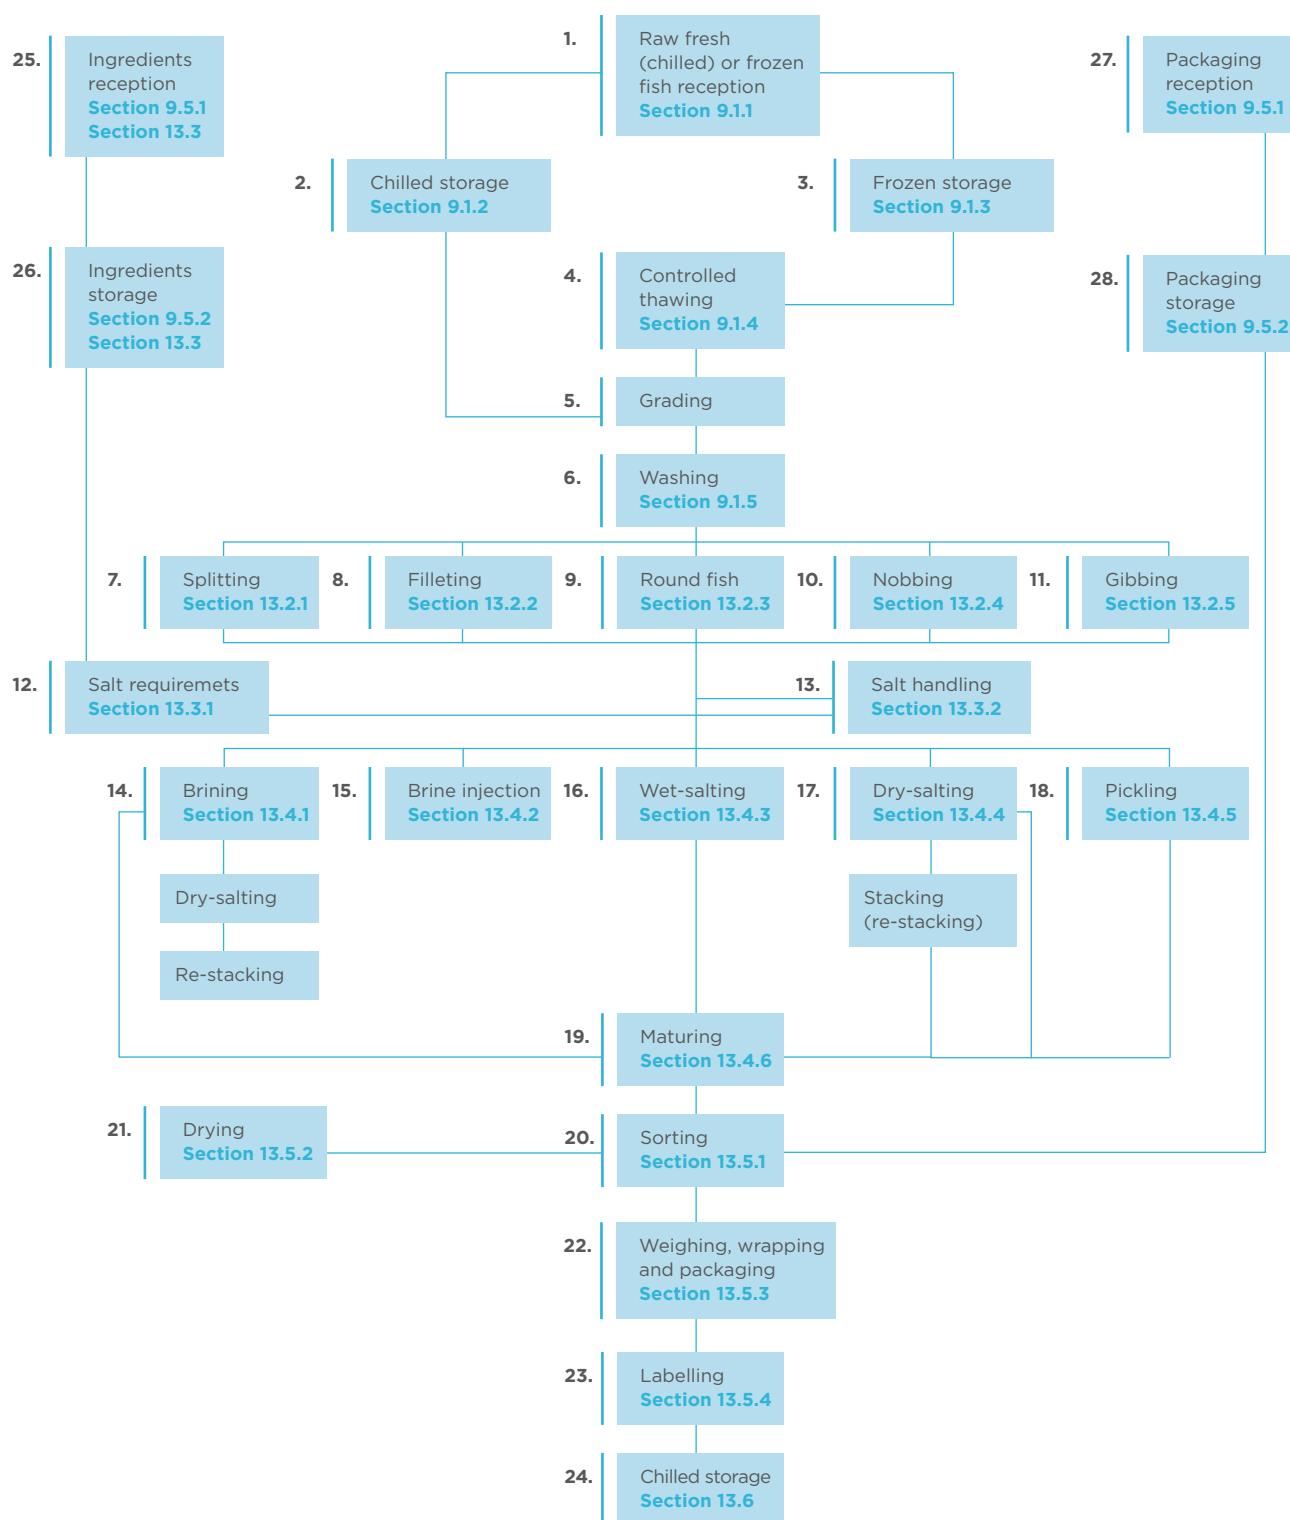 25.
Ingredients
reception
Section 9.5.1
Section 13.3
1.
Raw fresh
(chilled) or frozen
fish reception
Section 9.1.1
27.
Packaging
reception
Section 9.5.1
2.
Chilled storage
Section 9.1.2
3.
Frozen storage
Section 9.1.3
26.
Ingredients
storage
Section 9.5.2
Section 13.3
4.
Controlled
thawing
Section 9.1.4
28.
Packaging
storage
Section 9.5.2
5.
Grading
6.
Washing
Section 9.1.5
7.
Splitting
Section 13.2.1
8.
Filleting
Section 13.2.2
9.
Round fish
Section 13.2.3
10.
Nobbing
Section 13.2.4
11.
Gibbing
Section 13.2.5
12.
Salt requiremets
Section 13.3.1
13.
Salt handling
Section 13.3.2
14.
Brining
Section 13.4.1
15.
Brine injection
Section 13.4.2
16.
Wet-salting
Section 13.4.3
17.
Dry-salting
Section 13.4.4
18.
Pickling
Section 13.4.5
Dry-salting
Stacking
(re-stacking)
Re-stacking
19.
Maturing
Section 13.4.6
21.
Drying
Section 13.5.2
20.
Sorting
Section 13.5.1
22.
Weighing, wrapping
and packaging
Section 13.5.3
23.
Labelling
Section 13.5.4
24.
Chilled storage
Section 13.6